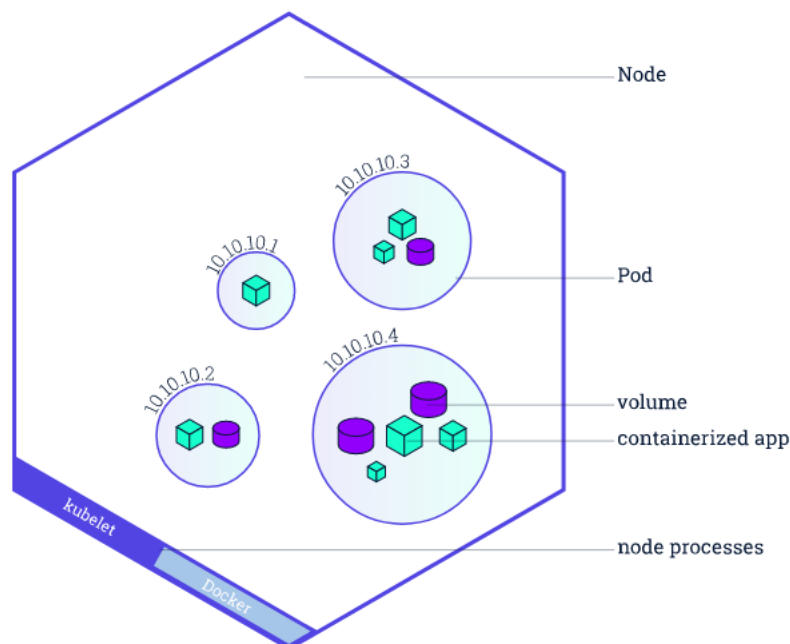 Node
10.10.10.3
10.10.10.1
Pod
10.10.10.4
10.10.10.2
volume
containerized app
kubelet
node processes
Docker